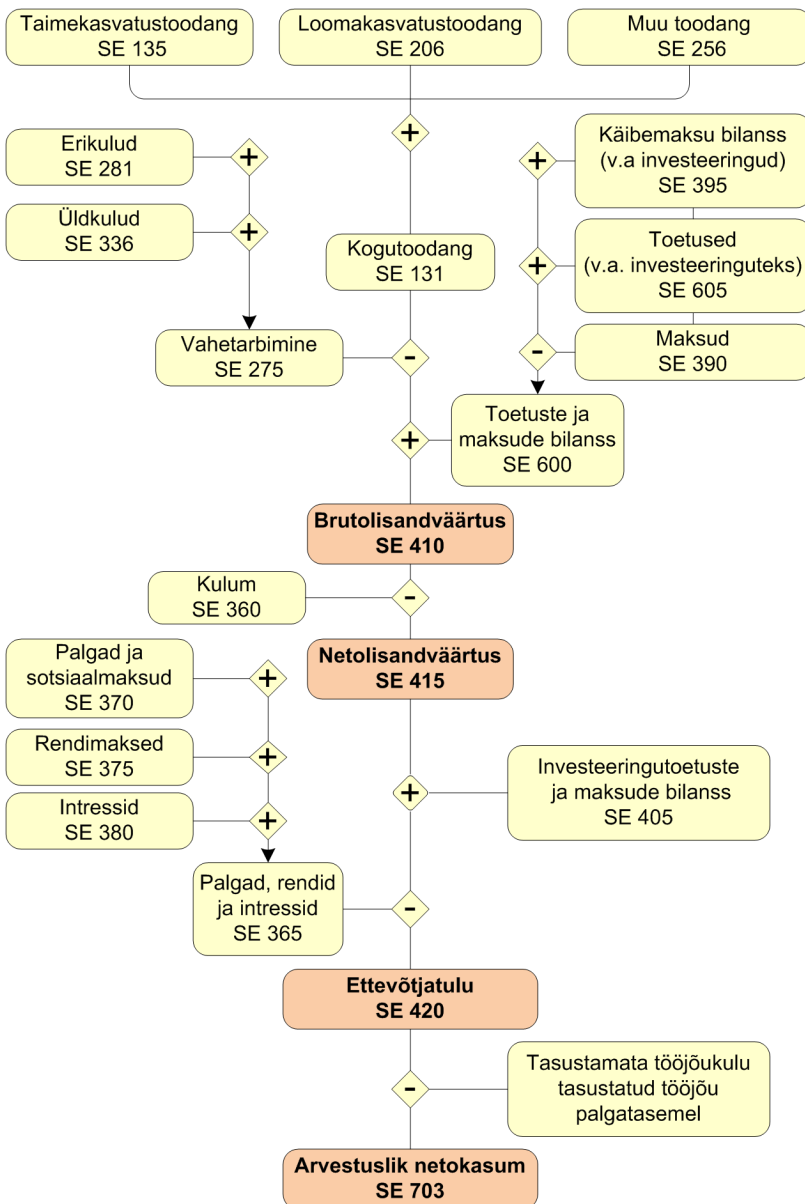 Taimekasvatustoodang
SE 135
Loomakasvatustoodang
SE 206
Muu toodang
SE 256
+
Erikulud
SE 281
+
Käibemaksu bilanss
(v.a investeeringud)
SE 395
+
Üldkulud
SE 336
+
Kogutoodang
SE 131
Toetused
(v.a. investeeringuteks)
SE 605
+
Vahetarbimine
SE 275
-
Maksud
SE 390
-
+
Toetuste ja
maksude bilanss
SE 600
Brutolisandväärtus
SE 410
Kulum
SE 360
-
Netolisandväärtus
SE 415
Palgad ja
sotsiaalmaksud
SE 370
+
Rendimaksed
SE 375
+
Intressid
SE 380
+
+
Investeeringutoetuste
ja maksude bilanss
SE 405
Palgad, rendid
ja intressid
SE 365
-
Ettevõtjatulu
SE 420
-
Tasustamata tööjõukulu
tasustatud tööjõu
palgatasemel
Arvestuslik netokasum
SE 703